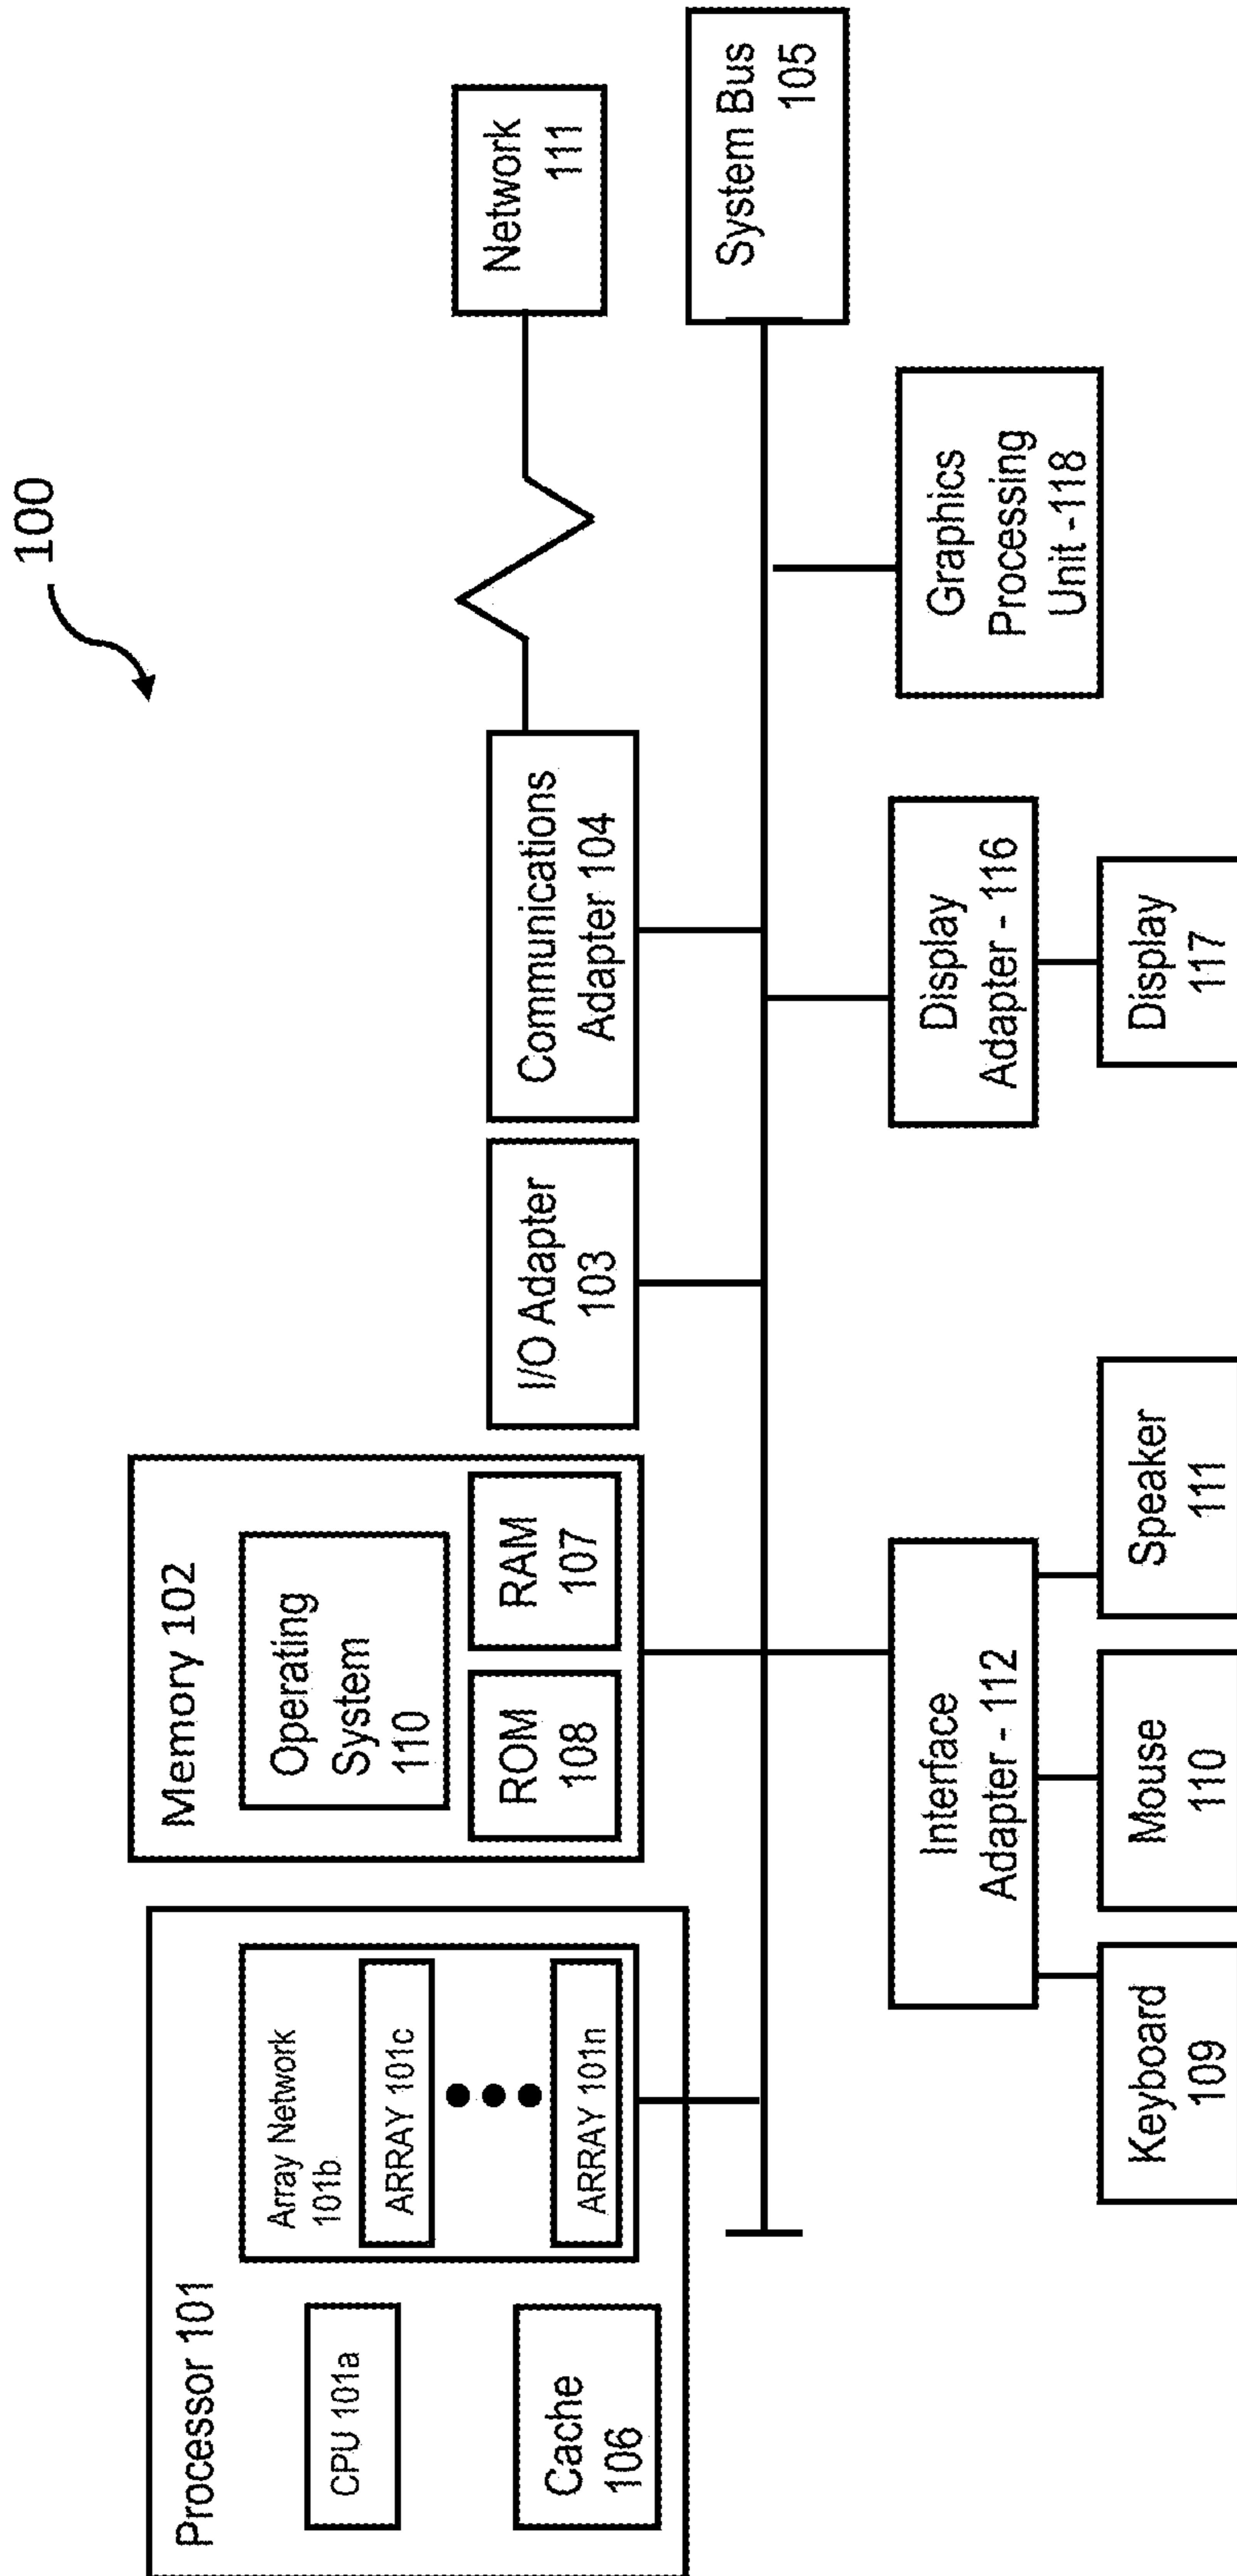 100
Processor 101
CPU 101a
Cache
106
Array Network
101b
ARRAY 101c
ARRAY 101n
Memory 102
Operating
System
110
ROM
108
RAM
107
I/O Adapter
103
Communications
Adapter 104
Network
111
System Bus
105
Interface
Adapter - 112
Keyboard
109
Mouse
110
Speaker
111
Display
Adapter - 116
Display
117
Graphics
Processing
Unit -118